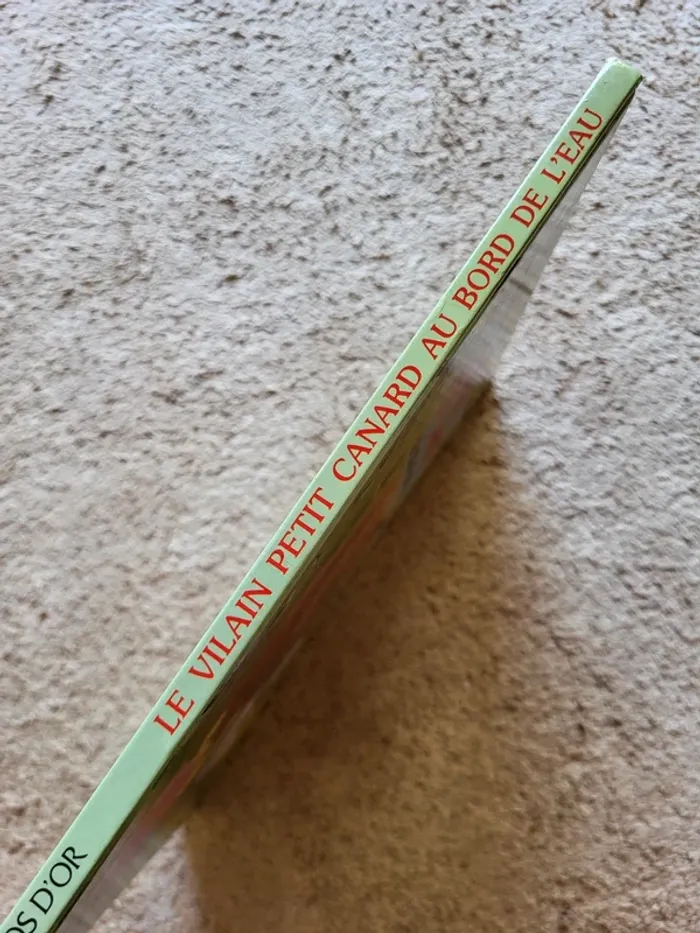 D'OR
LE VILAIN PETIT CANARD AU BORD DE L'EAU